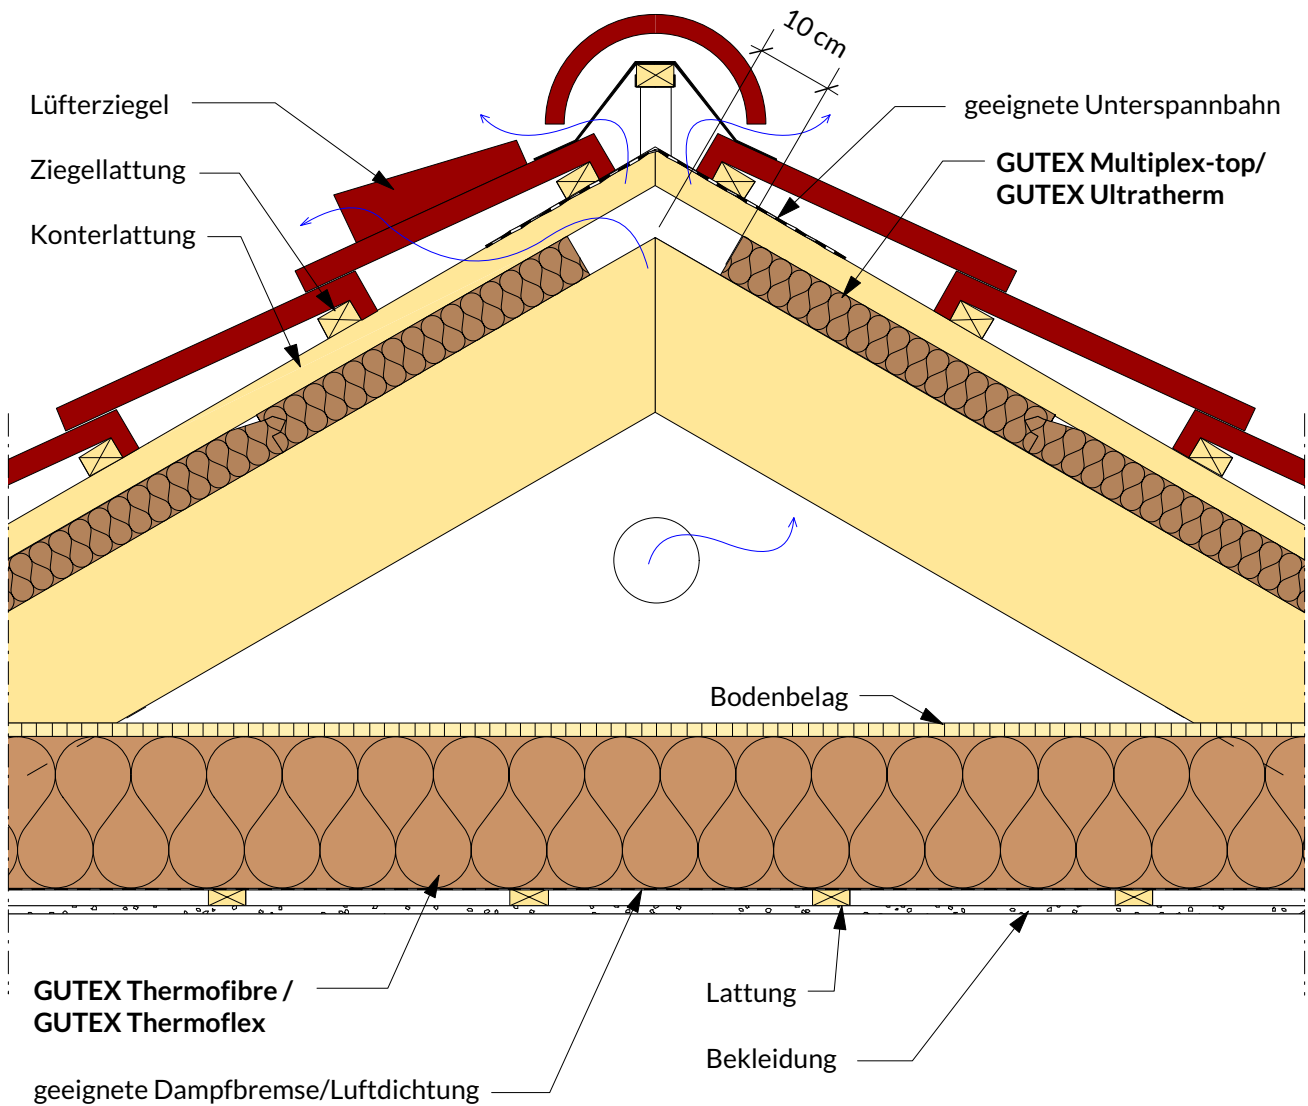 10 cm
Lüfterziegel
Ziegellattung
Konterlattung
geeignete Unterspannbahn
GUTEX Multiplex-top/
GUTEX Ultratherm
Bodenbelag
GUTEX Thermofibre /
GUTEX Thermoflex
geeignete Dampfbremse/Luftdichtung
Lattung
Bekleidung